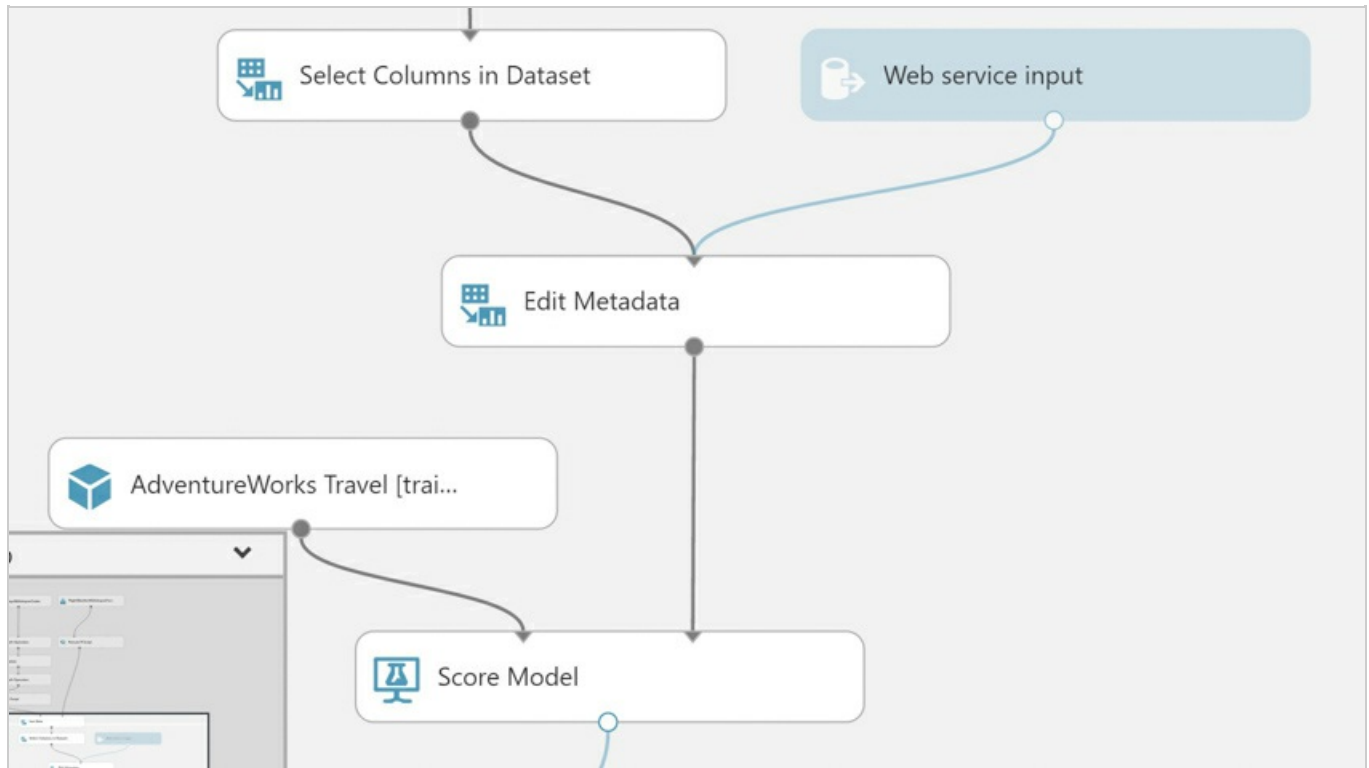 Select Columns in Dataset
Web service input
Edit Metadata
AdventureWorks Travel [trai...
Score Model